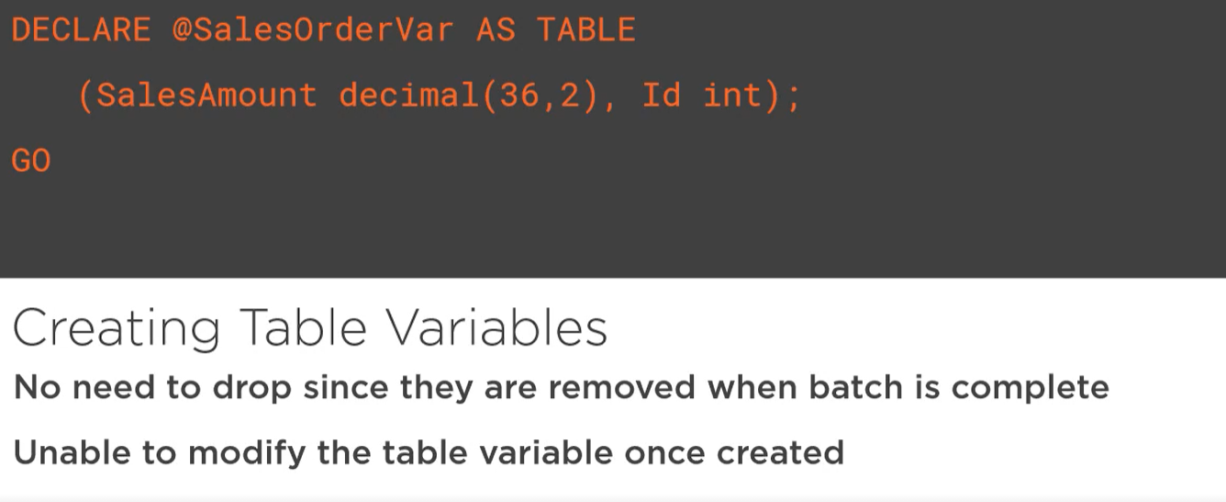 DECLARE @SalesOrderVar AS TABLE
(SalesAmount decimal(36,2), Id int);
GO
Creating Table Variables
No need to drop since they are removed when batch is complete
Unable to modify the table variable once created